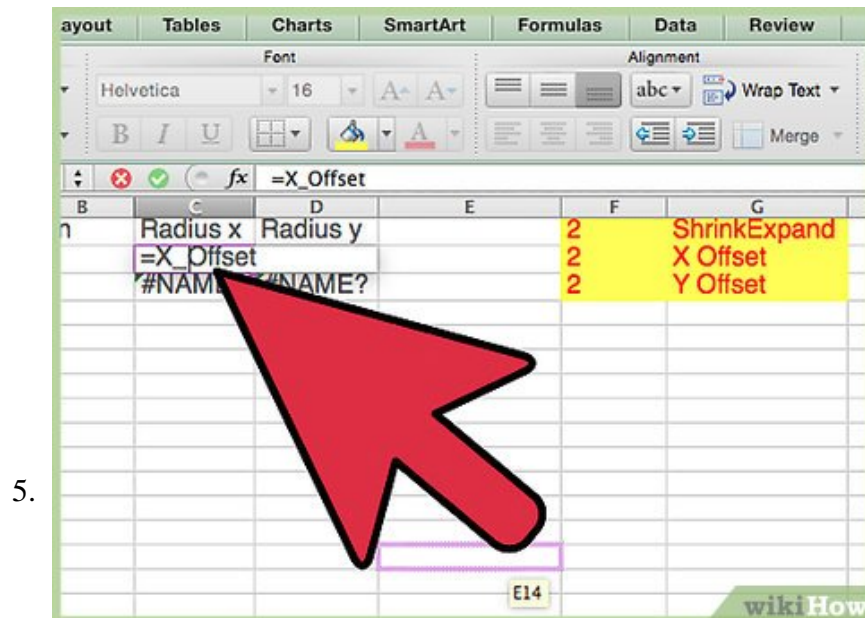 ayout Tables Charts SmartArt Formulas Data Review
Font Alignment
Helvetica 16 A A abc Wrap Text
B I U A Merge
fx =X_Offset
B C D E F G
n Radius x Radius y 2 ShrinkExpand
=X_Offset 2 X Offset
#NAME? 2 Y Offset
5.
E14
wikiHow